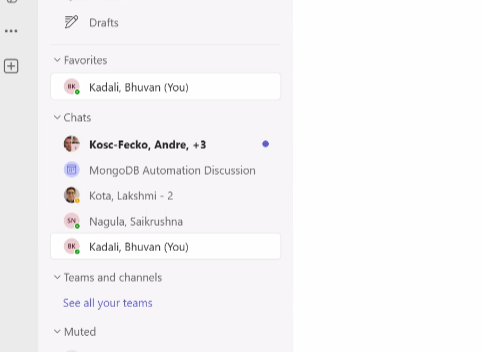 Drafts
Favorites
BK Kadali, Bhuvan (You)
Chats
Kosc-Fecko, Andre, +3
MongoDB Automation Discussion
Kota, Lakshmi - 2
SN Nagula, Saikrushna
BK Kadali, Bhuvan (You)
Teams and channels
See all your teams
Muted